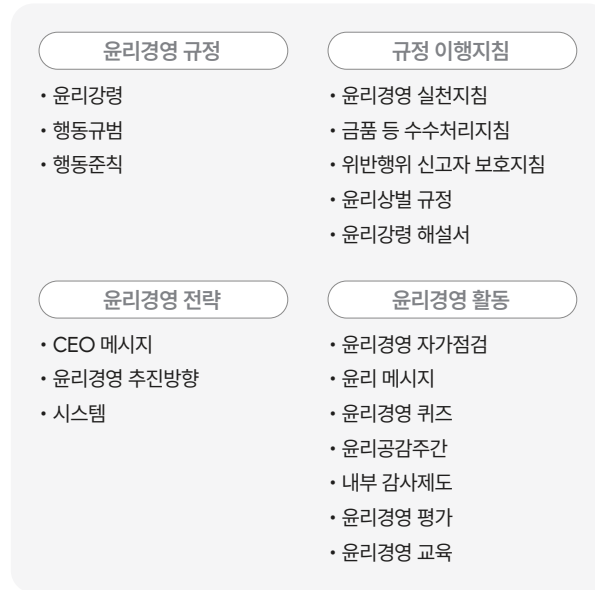 윤리경영 규정
• 윤리강령
• 행동규범
• 행동준칙
규정 이행지침
• 윤리경영 실천지침
• 금품 등 수수처리지침
• 위반행위 신고자 보호지침
• 윤리상벌 규정
• 윤리강령 해설서
윤리경영 전략
• CEO 메시지
• 윤리경영 추진방향
• 시스템
윤리경영 활동
• 윤리경영 자가점검
• 윤리 메시지
• 윤리경영 퀴즈
• 윤리공감주간
• 내부 감사제도
• 윤리경영 평가
• 윤리경영 교육